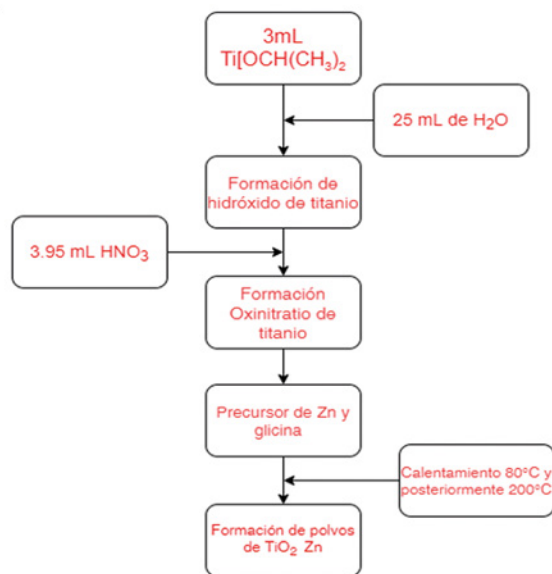 3mL
Ti[OCH(CH₃)₂
25 mL de H₂O
Formación de
hidróxido de titanio
3.95 mL HNO₃
Formación
Oxinitratio de
titanio
Precursor de Zn y
glicina
Calentamiento 80°C y
posteriormente 200°C
Formación de polvos
de TiO₂ Zn